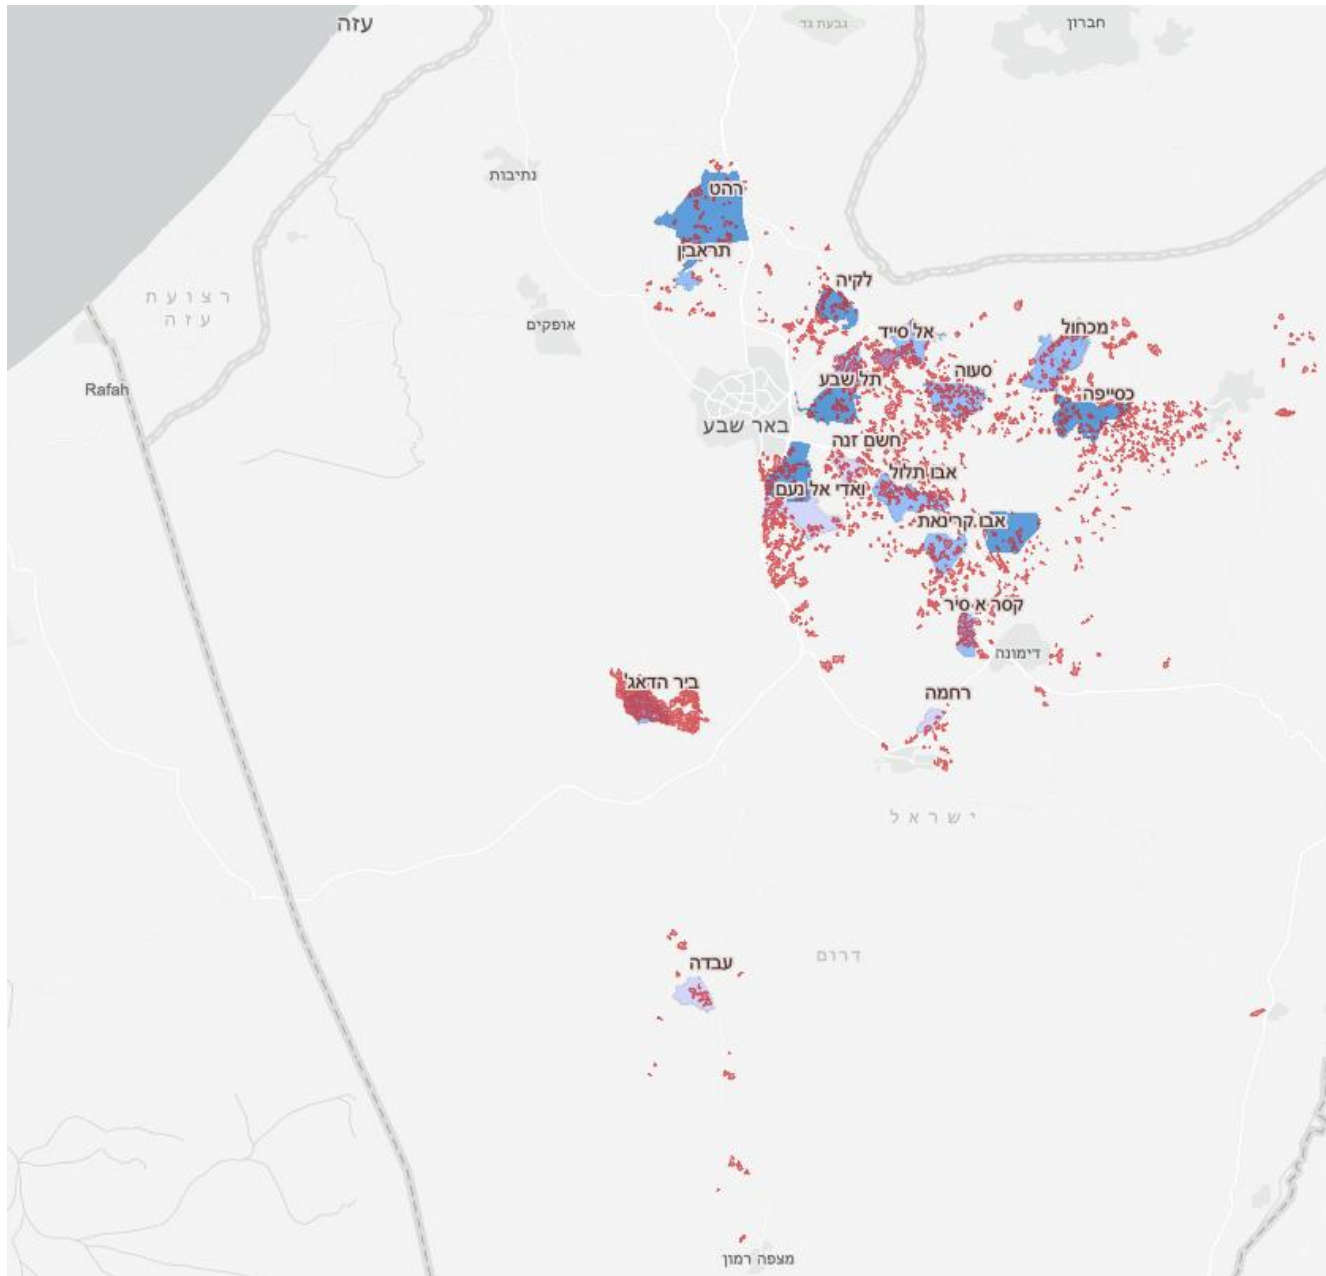 עזה
גבעת גד
חברון
נתיבות
רהט
תראבין
רצועת
עזה
לקיה
אופקים
אל סייד
מכחול
Rafah
תל שבע
סעוה
כסייפה
באר שבע
חשם זנה
אבו תלול
ואדי אל נעם
אבו קרינאת
קסר א סיר
דימונה
ביר הדאג'
רחמה
ישראל
דרום
עבדה
מצפה רמון